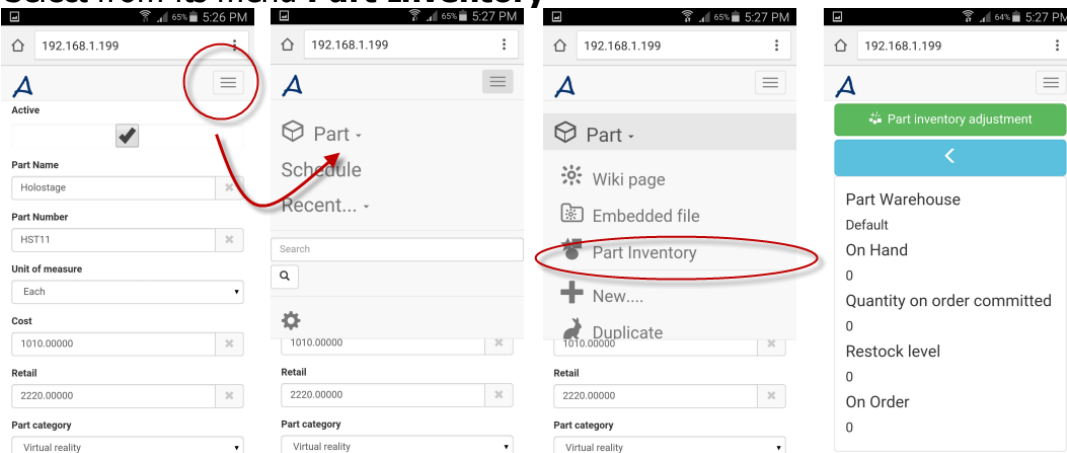 Select from its menu Part Inventory
65% 5:26 PM
192.168.1.199
A
Active
Part Name
Holostage
Part Number
HST11
Unit of measure
Each
Cost
1010.00000
Retail
2220.00000
Part category
Virtual reality
65% 5:27 PM
192.168.1.199
A
Part
Schedule
Recent...
Search
1010.00000
Retail
2220.00000
Part category
Virtual reality
65% 5:27 PM
192.168.1.199
A
Part
Wiki page
Embedded file
Part Inventory
New....
Duplicate
1010.00000
Retail
2220.00000
Part category
Virtual reality
64% 5:27 PM
192.168.1.199
A
Part inventory adjustment
Part Warehouse
Default
On Hand
0
Quantity on order committed
0
Restock level
0
On Order
0